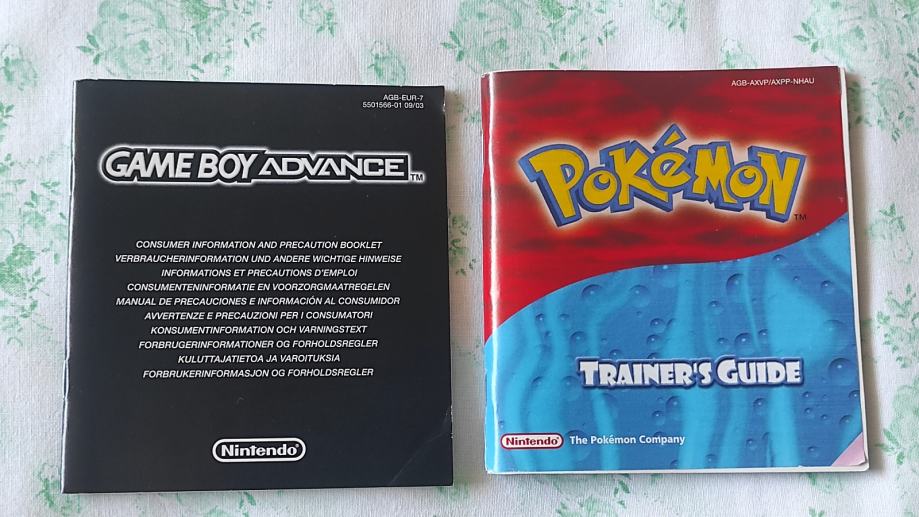 AGB-EUR-7
5501566-01 09/03
GAME BOY ADVANCE™
CONSUMER INFORMATION AND PRECAUTION BOOKLET
VERBRAUCHERINFORMATION UND ANDERE WICHTIGE HINWEISE
INFORMATIONS ET PRECAUTIONS D'EMPLOI
CONSUMENTENINFORMATIE EN VOORZORGMAATREGELEN
MANUAL DE PRECAUCIONES E INFORMACIÓN AL CONSUMIDOR
AVVERTENZE E PRECAUZIONI PER I CONSUMATORI
KONSUMENTINFORMATION OCH VARNINGSTEXT
FORBRUGERINFORMATIONER OG FORHOLDSREGLER
KULUTTAJATIETOA JA VAROITUKSIA
FORBRUKERINFORMASJON OG FORHOLDSREGLER
Nintendo®
AGB-AXVP/AXPP-NHAU
POKéMON™
TRAINER'S GUIDE
Nintendo® The Pokémon Company